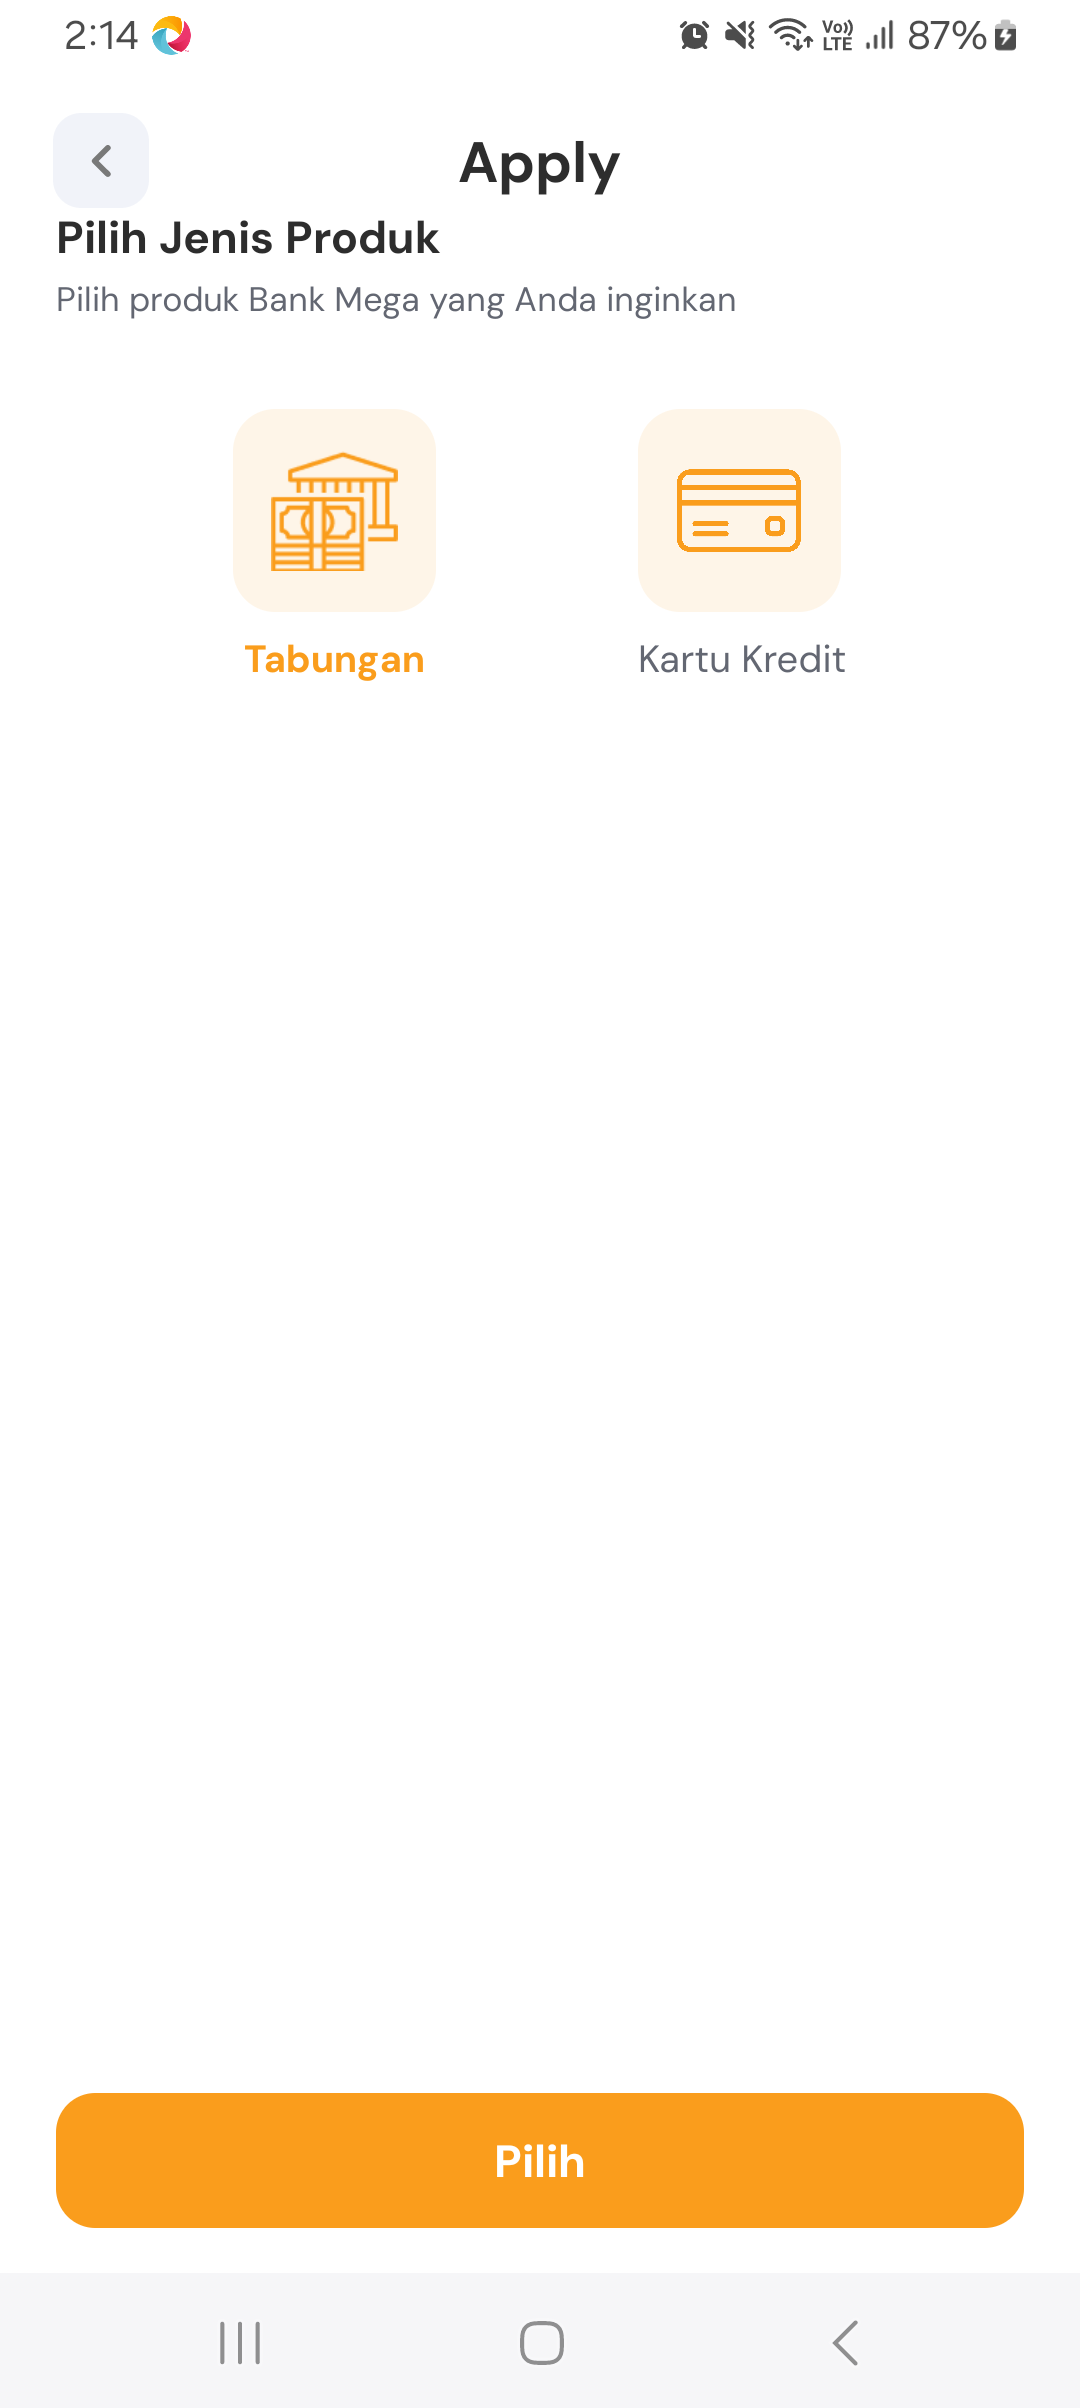 2:14
Vo)) LTE 87%
Apply
Pilih Jenis Produk
Pilih produk Bank Mega yang Anda inginkan
Tabungan
Kartu Kredit
Pilih